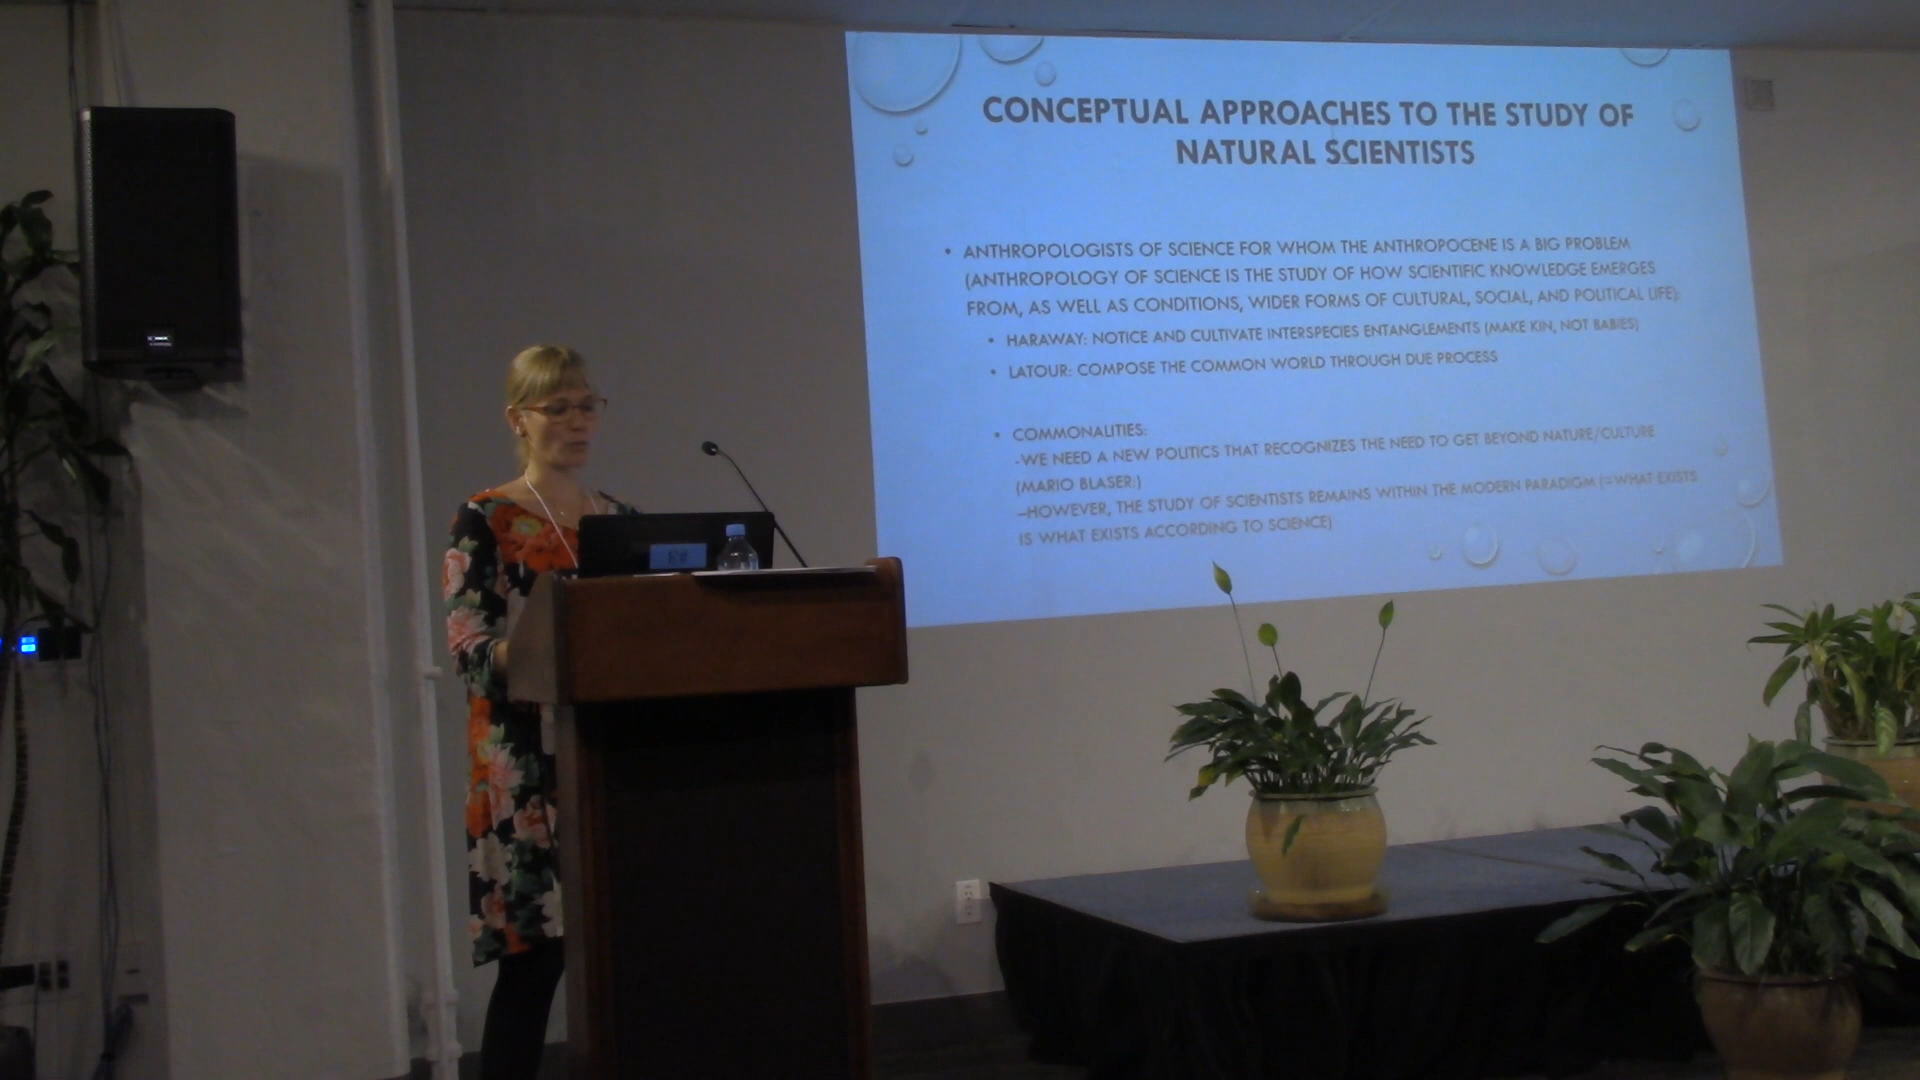 CONCEPTUAL APPROACHES TO THE STUDY OF
NATURAL SCIENTISTS
• ANTHROPOLOGISTS OF SCIENCE FOR WHOM THE ANTHROPOCENE IS A BIG PROBLEM
(ANTHROPOLOGY OF SCIENCE IS THE STUDY OF HOW SCIENTIFIC KNOWLEDGE EMERGES
FROM, AS WELL AS CONDITIONS, WIDER FORMS OF CULTURAL, SOCIAL, AND POLITICAL LIFE):
• HARAWAY: NOTICE AND CULTIVATE INTERSPECIES ENTANGLEMENTS (MAKE KIN, NOT BABIES)
• LATOUR: COMPOSE THE COMMON WORLD THROUGH DUE PROCESS
• COMMONALITIES:
-WE NEED A NEW POLITICS THAT RECOGNIZES THE NEED TO GET BEYOND NATURE/CULTURE
(MARIO BLASER:)
–HOWEVER, THE STUDY OF SCIENTISTS REMAINS WITHIN THE MODERN PARADIGM (=WHAT EXISTS
IS WHAT EXISTS ACCORDING TO SCIENCE)